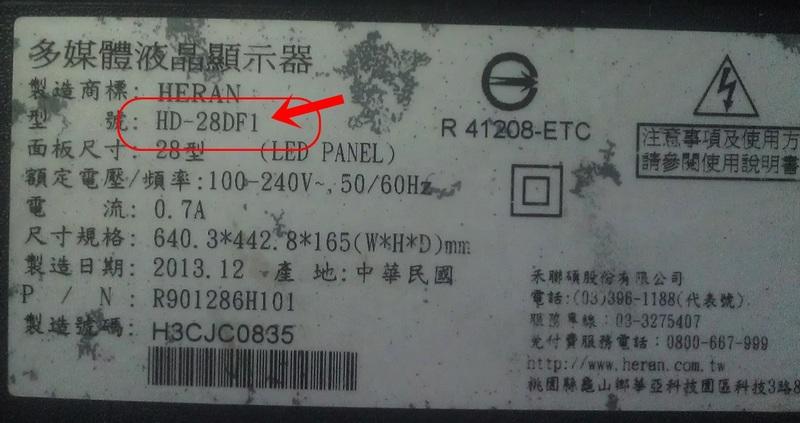 多媒體液晶顯示器
製造商標: HERAN
型 號: HD-28DF1
面板尺寸: 28型 (LED PANEL)
額定電壓/頻率:100-240V~, 50/60Hz
電 流: 0.7A
尺寸規格: 640.3*442.8*165(W*H*D)mm
製造日期: 2013.12 產 地:中華民國
P / N : R901286H101
製造號碼: H3CJC0835
R 41208-ETC
注意事項及使用方
請參閱使用說明書
禾聯碩股份有限公司
電話:(03)396-1188(代表號)
服務專線: 03-3275407
免付費服務電話: 0800-667-999
http://www.heran.com.tw
桃園縣龜山鄉華亞科技園區科技3路8